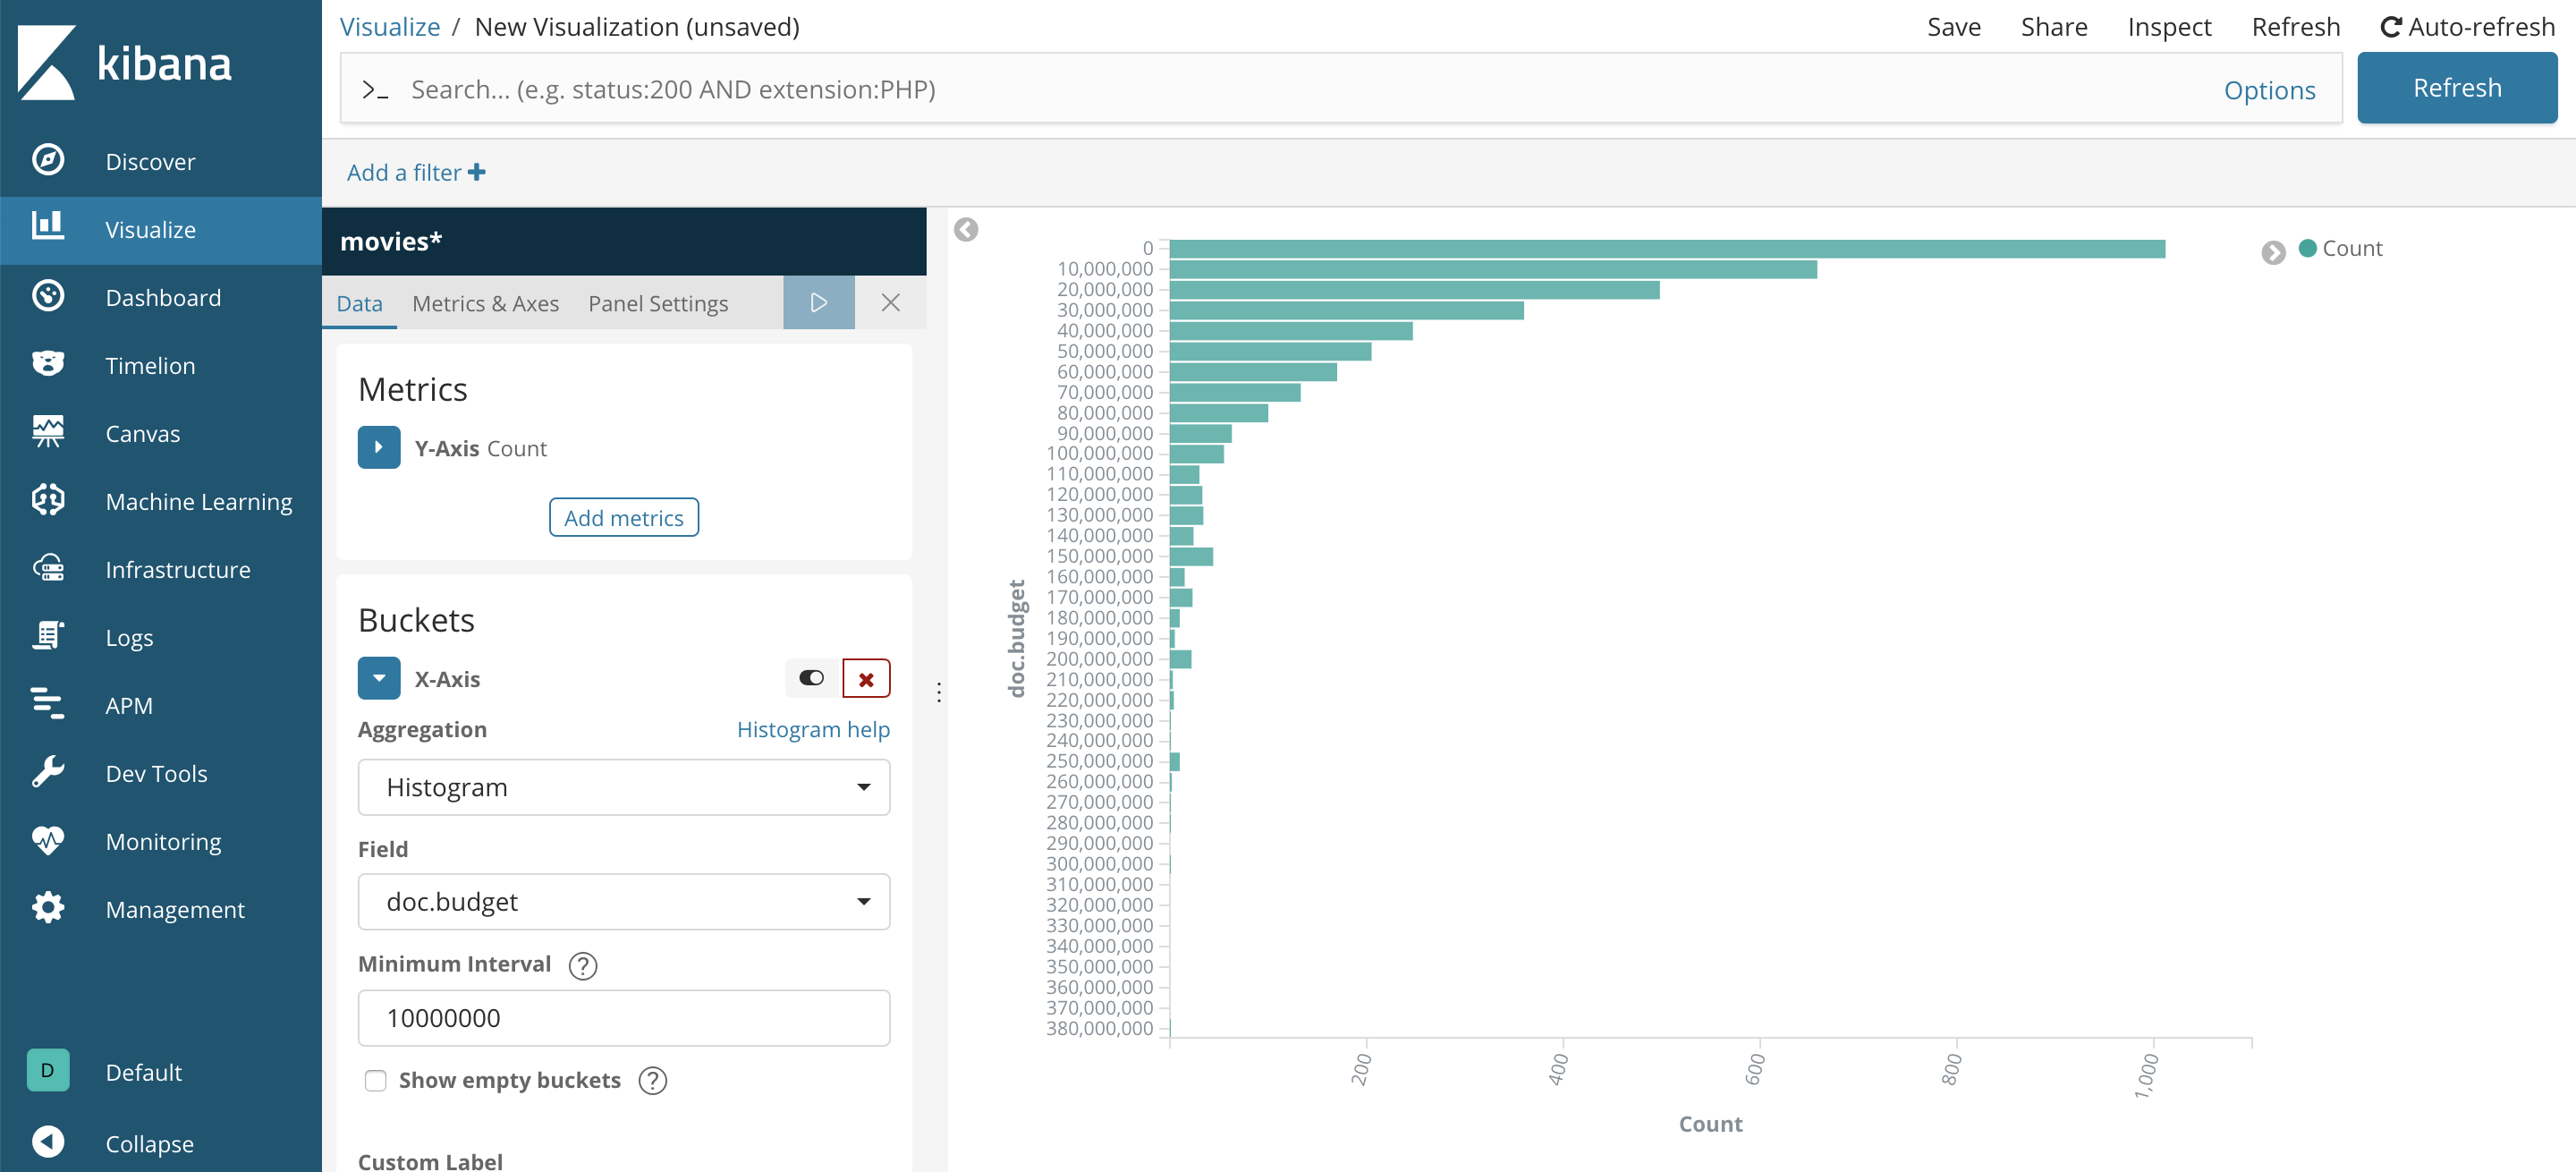 kibana
Discover
Visualize
Dashboard
Timelion
Canvas
Machine Learning
Infrastructure
Logs
APM
Dev Tools
Monitoring
Management
D Default
Collapse
Visualize / New Visualization (unsaved)
Save Share Inspect Refresh Auto-refresh
>_ Search... (e.g. status:200 AND extension:PHP) Options Refresh
Add a filter +
movies*
Data Metrics & Axes Panel Settings
Metrics
Y-Axis Count
Add metrics
Buckets
X-Axis
Aggregation Histogram help
Histogram
Field
doc.budget
Minimum Interval ?
10000000
Show empty buckets ?
Custom Label
doc.budget
0
10,000,000
20,000,000
30,000,000
40,000,000
50,000,000
60,000,000
70,000,000
80,000,000
90,000,000
100,000,000
110,000,000
120,000,000
130,000,000
140,000,000
150,000,000
160,000,000
170,000,000
180,000,000
190,000,000
200,000,000
210,000,000
220,000,000
230,000,000
240,000,000
250,000,000
260,000,000
270,000,000
280,000,000
290,000,000
300,000,000
310,000,000
320,000,000
330,000,000
340,000,000
350,000,000
360,000,000
370,000,000
380,000,000
200 400 600 800 1,000
Count
Count